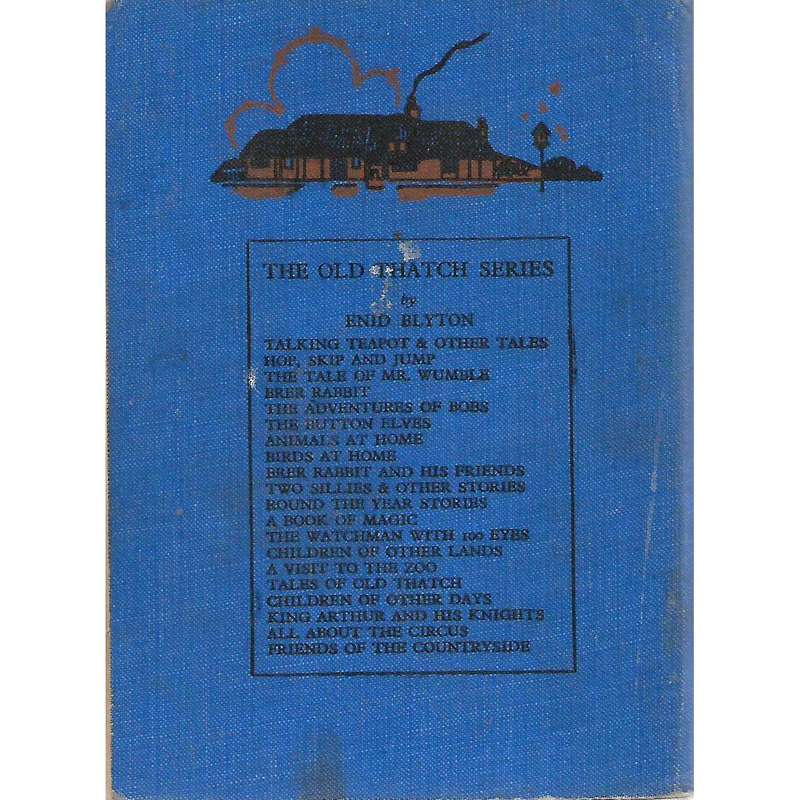 THE OLD THATCH SERIES
by
ENID BLYTON
TALKING TEAPOT & OTHER TALES
HOP, SKIP AND JUMP
THE TALE OF MR. WUMBLE
BRER RABBIT
THE ADVENTURES OF BOBS
THE BUTTON ELVES
ANIMALS AT HOME
BIRDS AT HOME
BRER RABBIT AND HIS FRIENDS
TWO SILLIES & OTHER STORIES
ROUND THE YEAR STORIES
A BOOK OF MAGIC
THE WATCHMAN WITH 100 EYES
CHILDREN OF OTHER LANDS
A VISIT TO THE ZOO
TALES OF OLD THATCH
CHILDREN OF OTHER DAYS
KING ARTHUR AND HIS KNIGHTS
ALL ABOUT THE CIRCUS
FRIENDS OF THE COUNTRYSIDE